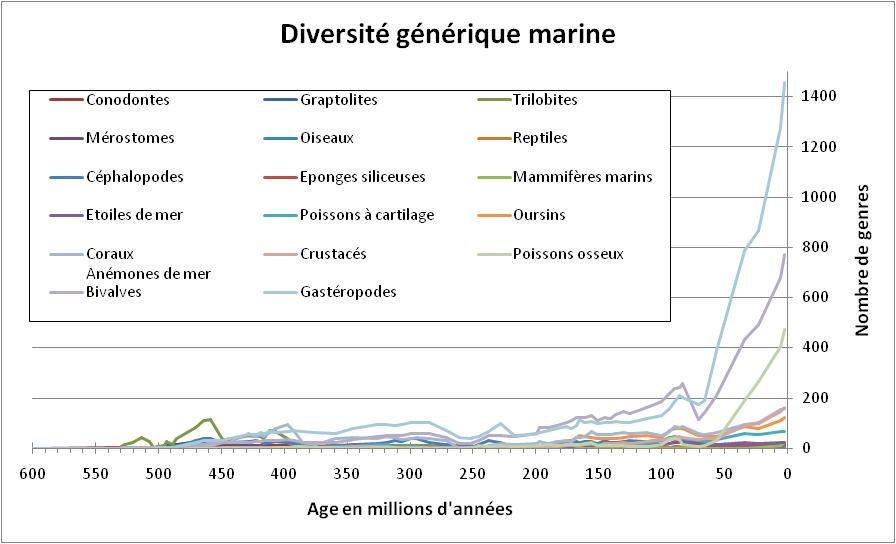 Diversité générique marine
Conodontes Graptolites Trilobites
Mérostomes Oiseaux Reptiles
Céphalopodes Eponges siliceuses Mammifères marins
Etoiles de mer Poissons à cartilage Oursins
Coraux Crustacés Poissons osseux
Anémones de mer
Bivalves Gastéropodes
1400
1200
1000
800
600
400
200
0
Nombre de genres
600 550 500 450 400 350 300 250 200 150 100 50 0
Age en millions d'années